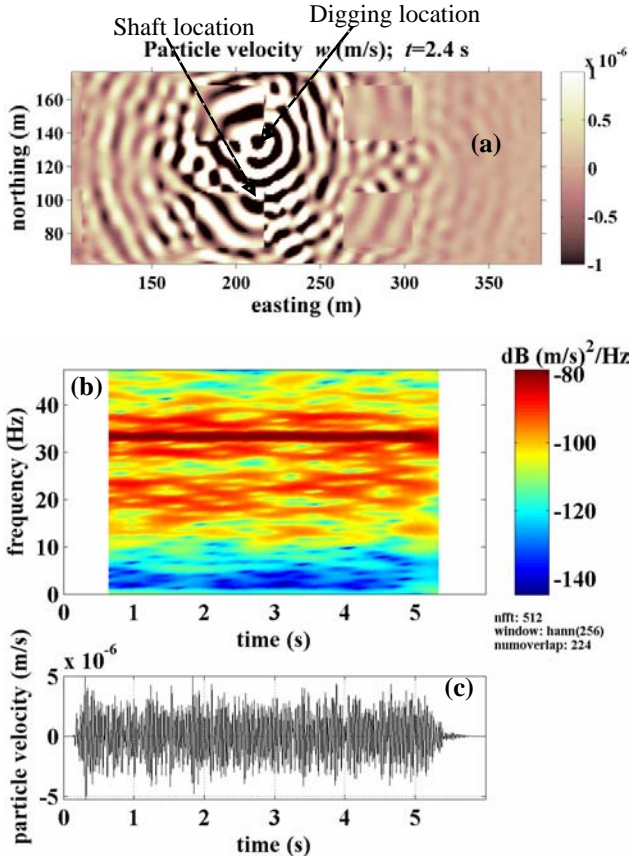 Shaft location
Digging location
Particle velocity w (m/s); t=2.4 s
x 10^-6
northing (m)
160
140
120
100
80
(a)
1
0.5
0
-0.5
-1
150 200 250 300 350
easting (m)
dB (m/s)²/Hz
(b)
frequency (Hz)
40
30
20
10
0
-80
-100
-120
-140
0 1 2 3 4 5
time (s)
nfft: 512
window: hann(256)
numoverlap: 224
x 10^-6
particle velocity (m/s)
5
0
-5
(c)
0 1 2 3 4 5
time (s)